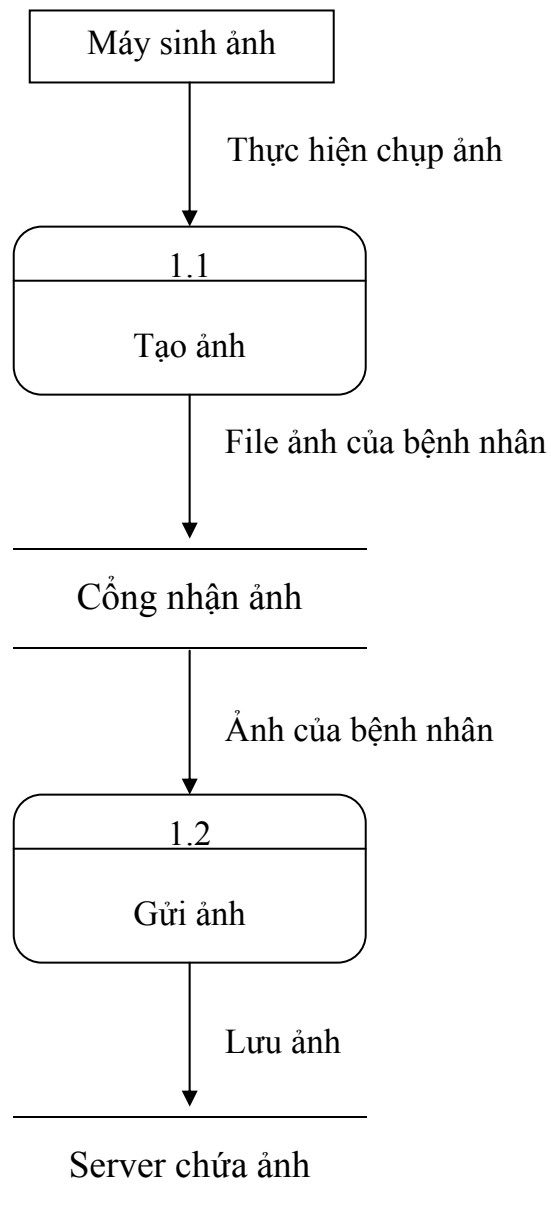 Máy sinh ảnh
Thực hiện chụp ảnh
1.1
Tạo ảnh
File ảnh của bệnh nhân
Cổng nhận ảnh
Ảnh của bệnh nhân
1.2
Gửi ảnh
Lưu ảnh
Server chứa ảnh